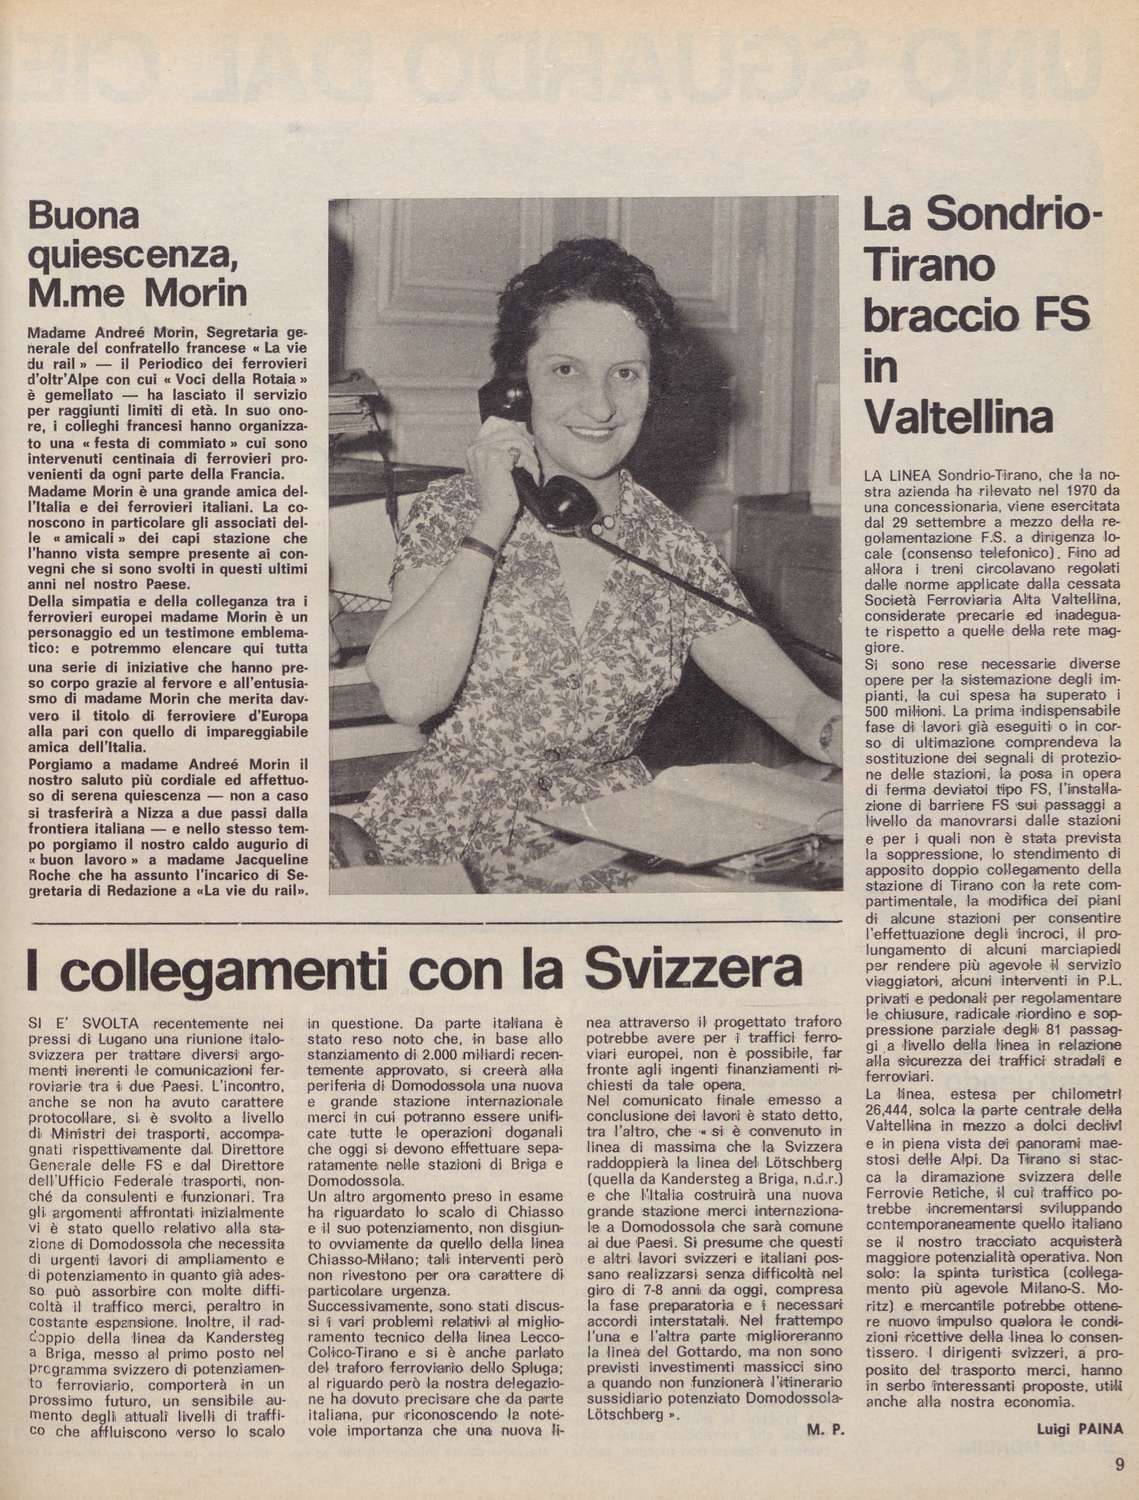 Buona
quiescenza,
M.me Morin
Madame Andreé Morin, Segretaria ge-
nerale del confratello francese « La vie
du rail » — il Periodico dei ferrovieri
d'oltr'Alpe con cui « Voci della Rotaia »
è gemellato — ha lasciato il servizio
per raggiunti limiti di età. In suo ono-
re, i colleghi francesi hanno organizza-
to una « festa di commiato » cui sono
intervenuti centinaia di ferrovieri pro-
venienti da ogni parte della Francia.
Madame Morin è una grande amica del-
l'Italia e dei ferrovieri italiani. La co-
noscono in particolare gli associati del-
le « amicali » dei capi stazione che
l'hanno vista sempre presente ai con-
vegni che si sono svolti in questi ultimi
anni nel nostro Paese.
Della simpatia e della colleganza tra i
ferrovieri europei madame Morin è un
personaggio ed un testimone emblema-
tico: e potremmo elencare qui tutta
una serie di iniziative che hanno pre-
so corpo grazie al fervore e all'entusia-
smo di madame Morin che merita dav-
vero il titolo di ferroviere d'Europa
alla pari con quello di impareggiabile
amica dell'Italia.
Porgiamo a madame Andreé Morin il
nostro saluto più cordiale ed affettuo-
so di serena quiescenza — non a caso
si trasferirà a Nizza a due passi dalla
frontiera italiana — e nello stesso tem-
po porgiamo il nostro caldo augurio di
« buon lavoro » a madame Jacqueline
Roche che ha assunto l'incarico di Se-
gretaria di Redazione a «La vie du rail».
La Sondrio-
Tirano
braccio FS
in
Valtellina
LA LINEA Sondrio-Tirano, che la no-
stra azienda ha rilevato nel 1970 da
una concessionaria, viene esercitata
dal 29 settembre a mezzo della re-
golamentazione F.S. a dirigenza lo-
cale (consenso telefonico). Fino ad
allora i treni circolavano regolati
dalle norme applicate dalla cessata
Società Ferroviaria Alta Valtellina,
considerate precarie ed inadegua-
te rispetto a quelle della rete mag-
giore.
Si sono rese necessarie diverse
opere per la sistemazione degli im-
pianti, la cui spesa ha superato i
500 milioni. La prima indispensabile
fase di lavori già eseguiti o in cor-
so di ultimazione comprendeva la
sostituzione dei segnali di protezio-
ne delle stazioni, la posa in opera
di ferma deviatoi tipo FS, l'installa-
zione di barriere FS sui passaggi a
livello da manovrarsi dalle stazioni
e per i quali non è stata prevista
la soppressione, lo stendimento di
apposito doppio collegamento della
stazione di Tirano con la rete com-
partimentale, la modifica dei piani
di alcune stazioni per consentire
l'effettuazione degli incroci, il pro-
lungamento di alcuni marciapiedi
per rendere più agevole il servizio
viaggiatori, alcuni interventi in P.L.
privati e pedonali per regolamentare
le chiusure, radicale riordino e sop-
pressione parziale degli 81 passag-
gi a livello della linea in relazione
alla sicurezza dei traffici stradali e
ferroviari.
La linea, estesa per chilometri
26,444, solca la parte centrale della
Valtellina in mezzo a dolci declivi
e in piena vista dei panorami mae-
stosi delle Alpi. Da Tirano si stac-
ca la diramazione svizzera delle
Ferrovie Retiche, il cui traffico po-
trebbe incrementarsi sviluppando
contemporaneamente quello italiano
se il nostro tracciato acquisterà
maggiore potenzialità operativa. Non
solo: la spinta turistica (collega-
mento più agevole Milano-S. Mo-
ritz) e mercantile potrebbe ottene-
re nuovo impulso qualora le condi-
zioni ricettive della linea lo consen-
tissero. I dirigenti svizzeri, a pro-
posito del trasporto merci, hanno
in serbo interessanti proposte, utili
anche alla nostra economia.
Luigi PAINA
I collegamenti con la Svizzera
SI E' SVOLTA recentemente nei
pressi di Lugano una riunione italo-
svizzera per trattare diversi argo-
menti inerenti le comunicazioni fer-
roviarie tra i due Paesi. L'incontro,
anche se non ha avuto carattere
protocollare, si è svolto a livello
di Ministri dei trasporti, accompa-
gnati rispettivamente dal Direttore
Generale delle FS e dal Direttore
dell'Ufficio Federale trasporti, non-
ché da consulenti e funzionari. Tra
gli argomenti affrontati inizialmente
vi è stato quello relativo alla sta-
zione di Domodossola che necessita
di urgenti lavori di ampliamento e
di potenziamento in quanto già ades-
so può assorbire con molte diffi-
coltà il traffico merci, peraltro in
costante espansione. Inoltre, il rad-
doppio della linea da Kandersteg
a Briga, messo al primo posto nel
programma svizzero di potenziamen-
to ferroviario, comporterà in un
prossimo futuro, un sensibile au-
mento degli attuali livelli di traffi-
co che affluiscono verso lo scalo
in questione. Da parte italiana è
stato reso noto che, in base allo
stanziamento di 2.000 miliardi recen-
temente approvato, si creerà alla
periferia di Domodossola una nuova
e grande stazione internazionale
merci in cui potranno essere unifi-
cate tutte le operazioni doganali
che oggi si devono effettuare sepa-
ratamente nelle stazioni di Briga e
Domodossola.
Un altro argomento preso in esame
ha riguardato lo scalo di Chiasso
e il suo potenziamento, non disgiun-
to ovviamente da quello della linea
Chiasso-Milano; tali interventi però
non rivestono per ora carattere di
particolare urgenza.
Successivamente, sono stati discus-
si i vari problemi relativi al miglio-
ramento tecnico della linea Lecco-
Colico-Tirano e si è anche parlato
del traforo ferroviario dello Spluga;
al riguardo però la nostra delegazio-
ne ha dovuto precisare che da parte
italiana, pur riconoscendo la note-
vole importanza che una nuova li-
nea attraverso il progettato traforo
potrebbe avere per i traffici ferro-
viari europei, non è possibile, far
fronte agli ingenti finanziamenti ri-
chiesti da tale opera.
Nel comunicato finale emesso a
conclusione dei lavori è stato detto,
tra l'altro, che « si è convenuto in
linea di massima che la Svizzera
raddoppierà la linea del Lötschberg
(quella da Kandersteg a Briga, n.d.r.)
e che l'Italia costruirà una nuova
grande stazione merci internaziona-
le a Domodossola che sarà comune
ai due Paesi. Si presume che questi
e altri lavori svizzeri e italiani pos-
sano realizzarsi senza difficoltà nel
giro di 7-8 anni da oggi, compresa
la fase preparatoria e i necessari
accordi interstatali. Nel frattempo
l'una e l'altra parte miglioreranno
la linea del Gottardo, ma non sono
previsti investimenti massicci sino
a quando non funzionerà l'itinerario
sussidiario potenziato Domodossola-
Lötschberg ».
M. P.
9